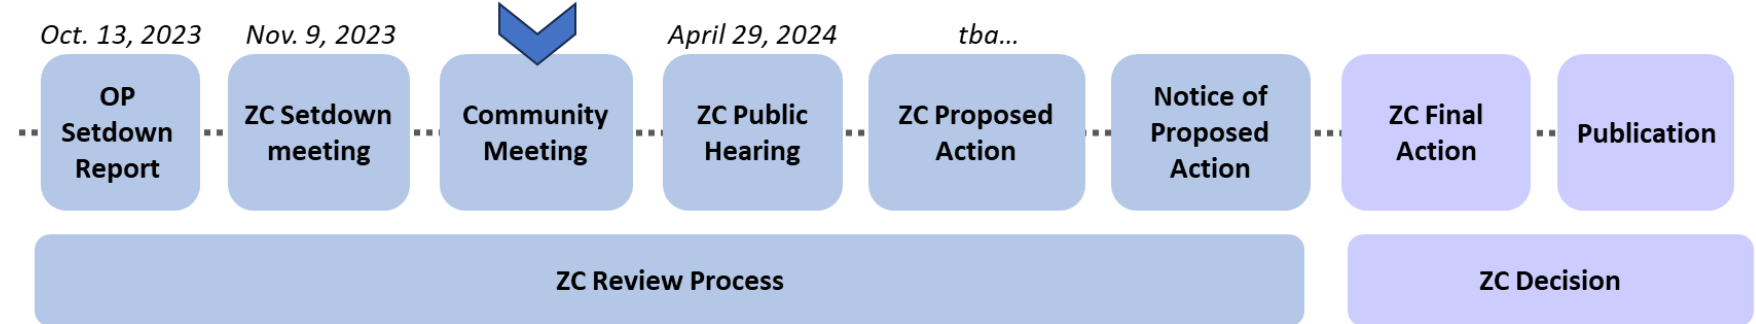 Oct. 13, 2023
Nov. 9, 2023
April 29, 2024
tba...
OP
Setdown
Report
ZC Setdown
meeting
Community
Meeting
ZC Public
Hearing
ZC Proposed
Action
Notice of
Proposed
Action
ZC Final
Action
Publication
ZC Review Process
ZC Decision